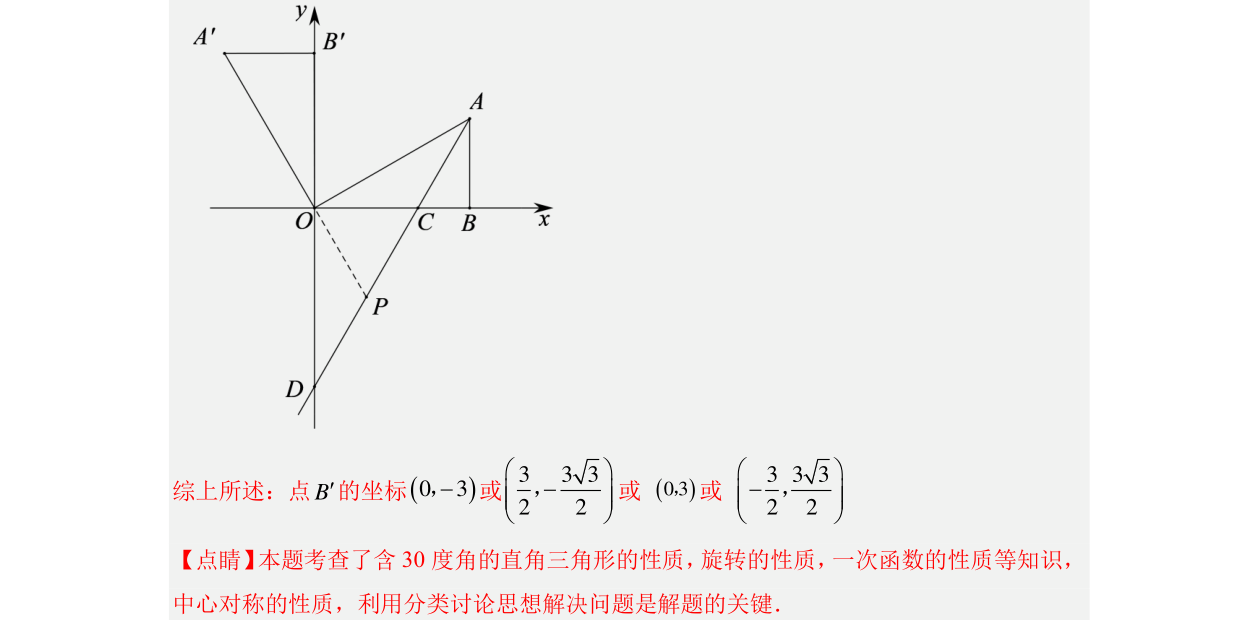 y
A'
B'
A
O
C
B
x
P
D
综上所述：点 B' 的坐标 (0,-3) 或 (3/2, -3√3/2) 或 (0,3) 或 (-3/2, 3√3/2)
【点睛】本题考查了含 30 度角的直角三角形的性质，旋转的性质，一次函数的性质等知识，
中心对称的性质，利用分类讨论思想解决问题是解题的关键．